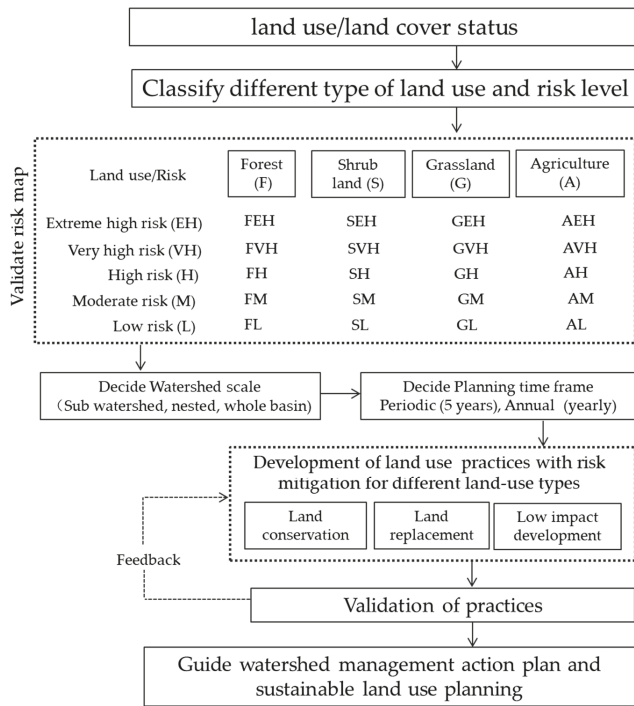 land use/land cover status
Classify different type of land use and risk level
Validate risk map
Land use/Risk
Forest
(F)
Shrub
land (S)
Grassland
(G)
Agriculture
(A)
Extreme high risk (EH) FEH SEH GEH AEH
Very high risk (VH) FVH SVH GVH AVH
High risk (H) FH SH GH AH
Moderate risk (M) FM SM GM AM
Low risk (L) FL SL GL AL
Decide Watershed scale
(Sub watershed, nested, whole basin)
Decide Planning time frame
Periodic (5 years), Annual (yearly)
Development of land use practices with risk
mitigation for different land-use types
Land
conservation
Land
replacement
Low impact
development
Feedback
Validation of practices
Guide watershed management action plan and
sustainable land use planning